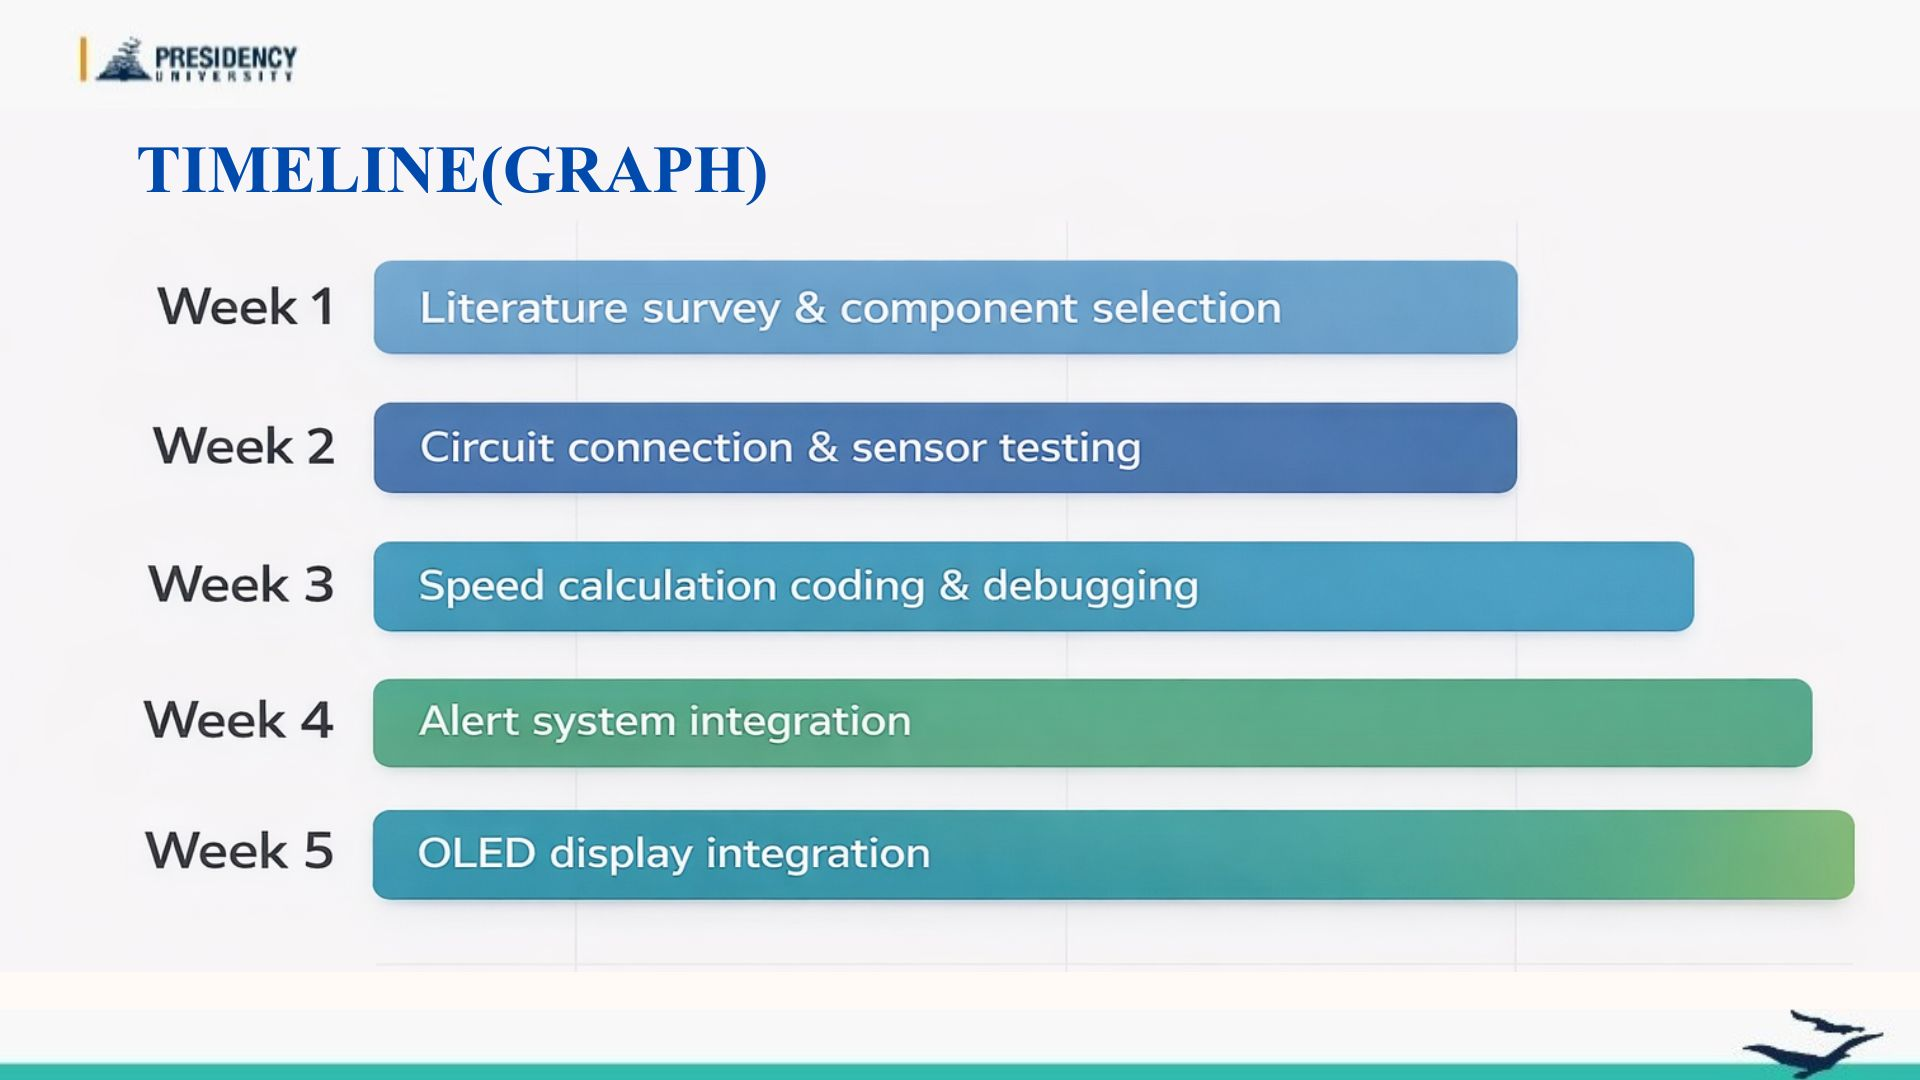 PRESIDENCY
UNIVERSITY
TIMELINE(GRAPH)
Week 1
Literature survey & component selection
Week 2
Circuit connection & sensor testing
Week 3
Speed calculation coding & debugging
Week 4
Alert system integration
Week 5
OLED display integration